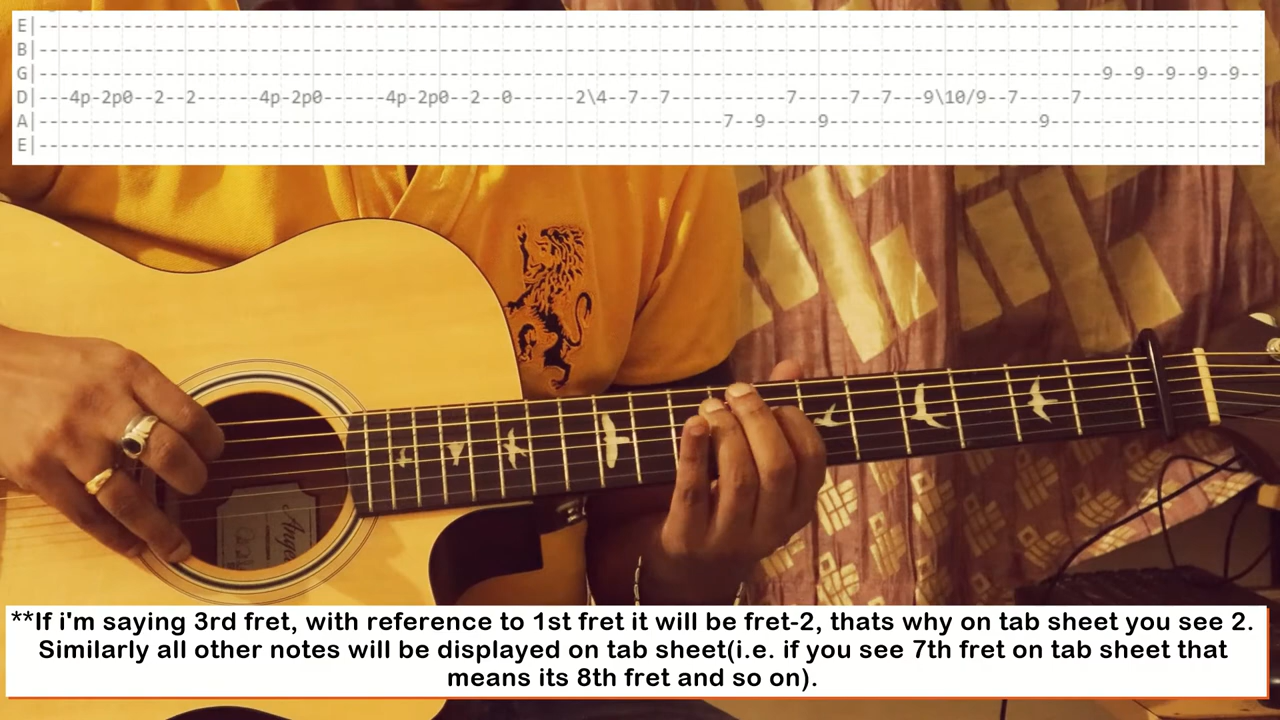 E|--------------------------------------------------------------------------
B|--------------------------------------------------------------------------
G|-------------------------------------------------------------------9--9--9--9--9--
D|---4p-2p0--2--2------4p-2p0------4p-2p0--2--0------2\4--7--7-----------7-----7--7---9\10/9--7-----7-----------
A|-------------------------------------------7--9-----9--------------------9-------------
E|--------------------------------------------------------------------------
Angel
**If i'm saying 3rd fret, with reference to 1st fret it will be fret-2, thats why on tab sheet you see 2.
Similarly all other notes will be displayed on tab sheet(i.e. if you see 7th fret on tab sheet that
means its 8th fret and so on).